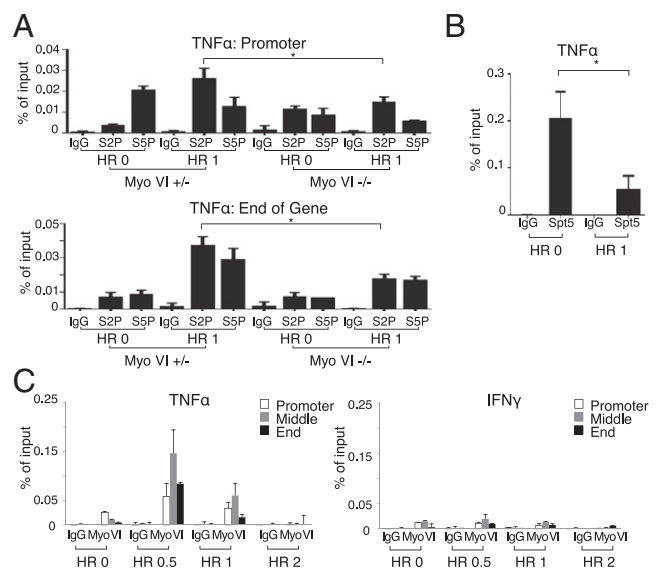 A
TNFα: Promoter
% of input
0.04
0.03
0.02
0.01
0
*
IgG S2P S5P IgG S2P S5P IgG S2P S5P IgG S2P S5P
HR 0 HR 1 HR 0 HR 1
Myo VI +/- Myo VI -/-
TNFα: End of Gene
% of input
0.05
0.03
0.01
0
*
IgG S2P S5P IgG S2P S5P IgG S2P S5P IgG S2P S5P
HR 0 HR 1 HR 0 HR 1
Myo VI +/- Myo VI -/-
B
TNFα
% of input
0.3
0.2
0.1
0
*
IgG Spt5 IgG Spt5
HR 0 HR 1
C
TNFα
% of input
0.25
0.15
0.05
0
Promoter
Middle
End
IgG Myo VI IgG Myo VI IgG Myo VI IgG Myo VI
HR 0 HR 0.5 HR 1 HR 2
IFNγ
% of input
0.25
0.15
0.05
0
Promoter
Middle
End
IgG Myo VI IgG Myo VI IgG Myo VI IgG Myo VI
HR 0 HR 0.5 HR 1 HR 2